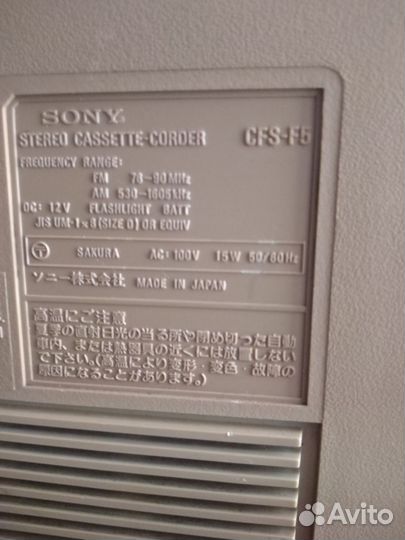 SONY
STEREO CASSETTE-CORDER CFS-F5
FREQUENCY RANGE:
FM 76-90MHz
AM 530-1605kHz
DC: 12V FLASHLIGHT BATT
JIS UM-1×8(SIZE D) OR EQUIV
SAKURA AC: 100V 15W 50/60Hz
ソニー株式会社 MADE IN JAPAN
高温にご注意
夏季の直射日光の当る所や閉め切った自動
車内、または熱器具の近くには放置しない
で下さい。(高温により変形・変色・故障の
原因になることがあります。)
Avito